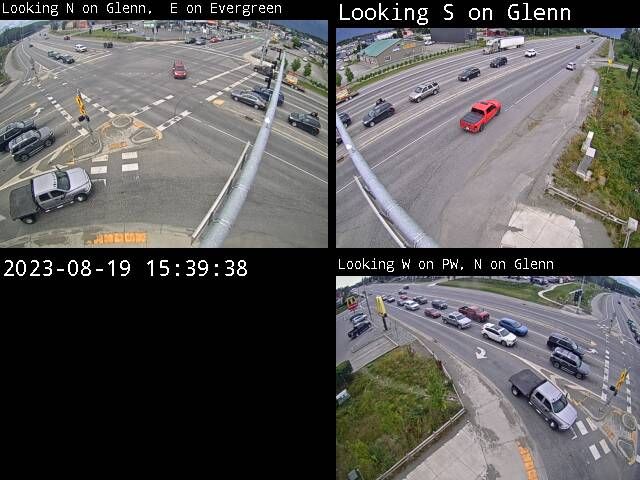 Looking N on Glenn, E on Evergreen
Looking S on Glenn
2023-08-19 15:39:38
Looking W on PW, N on Glenn